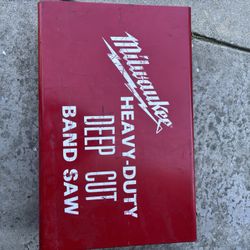 Milwaukee
HEAVY-DUTY
DEEP CUT
BAND SAW